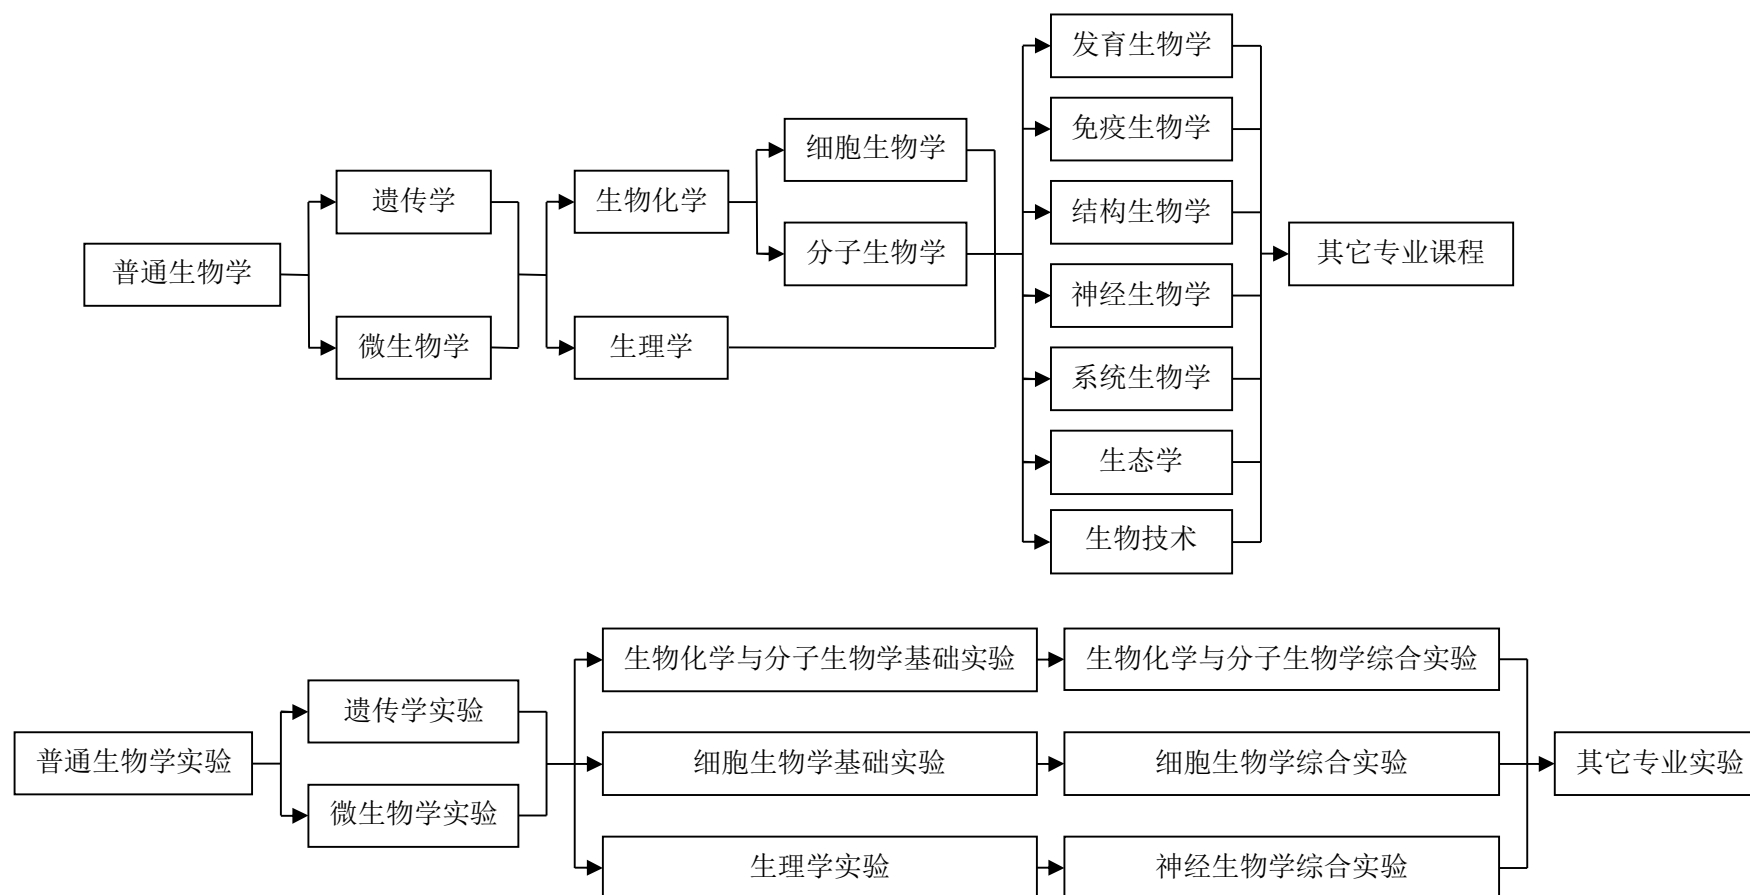 普通生物学
遗传学
微生物学
生物化学
生理学
细胞生物学
分子生物学
发育生物学
免疫生物学
结构生物学
神经生物学
系统生物学
生态学
生物技术
其它专业课程
普通生物学实验
遗传学实验
微生物学实验
生物化学与分子生物学基础实验
细胞生物学基础实验
生理学实验
生物化学与分子生物学综合实验
细胞生物学综合实验
神经生物学综合实验
其它专业实验